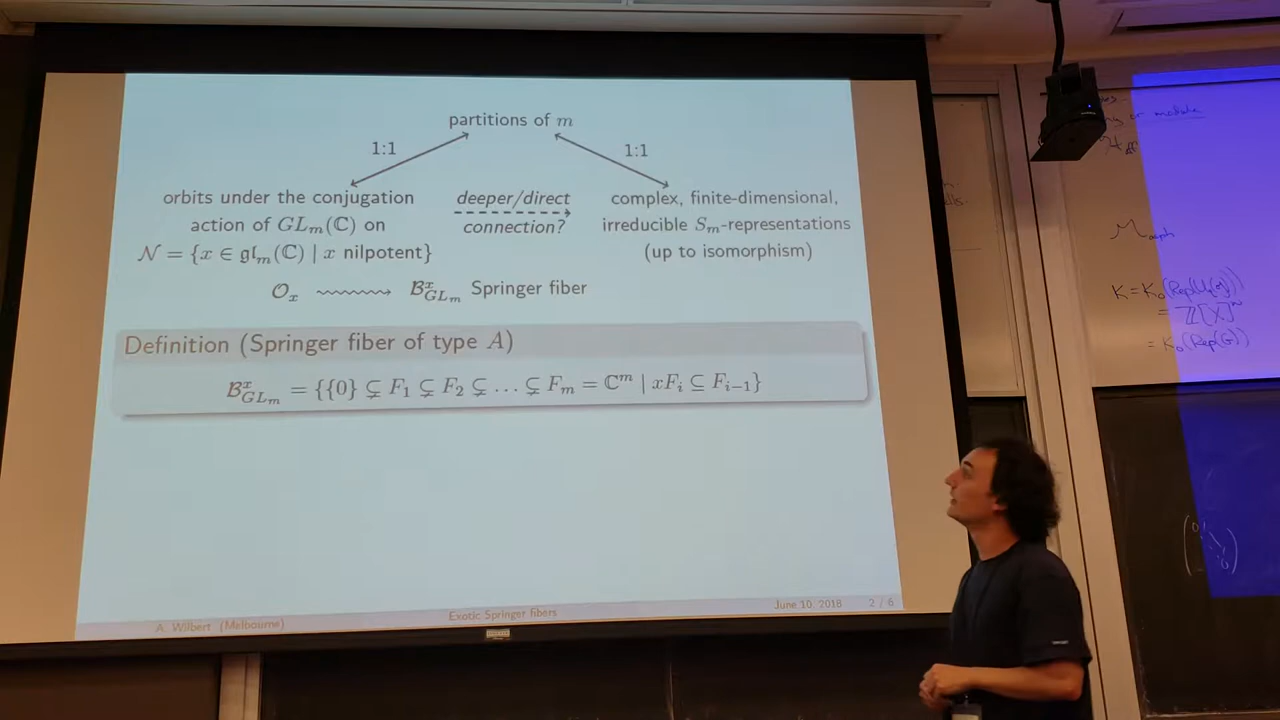 partitions of m
1:1 1:1
orbits under the conjugation
action of GL_m(ℂ) on
𝒩 = {x ∈ 𝔤𝔩_m(ℂ) | x nilpotent}
deeper/direct
connection?
complex, finite-dimensional,
irreducible S_m-representations
(up to isomorphism)
𝒪_x ⇝ ℬ^x_{GL_m} Springer fiber
Definition (Springer fiber of type A)
ℬ^x_{GL_m} = {{0} ⊊ F_1 ⊊ F_2 ⊊ … ⊊ F_m = ℂ^m | xF_i ⊆ F_{i−1}}
A. Wilbert (Melbourne) Exotic Springer fibers June 10, 2018 2 / 6
or module
K = K_0(Rep(U_q(g)))
= ℤ[X]^W
= K_0(Rep(G))